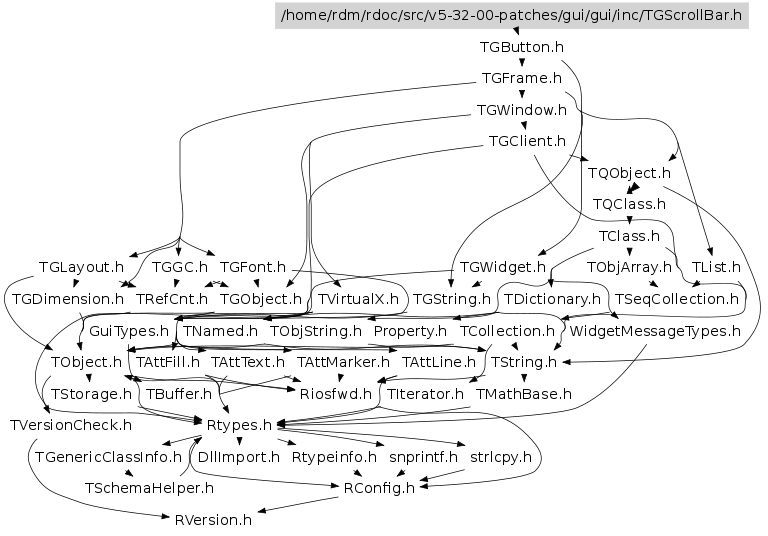 /home/rdm/rdoc/src/v5-32-00-patches/gui/gui/inc/TGScrollBar.h
TGButton.h
TGFrame.h
TGWindow.h
TGClient.h
TQObject.h
TQClass.h
TClass.h
TGLayout.h TGGC.h TGFont.h TGWidget.h TObjArray.h TList.h
TGDimension.h TRefCnt.h TGObject.h TVirtualX.h TGString.h TDictionary.h TSeqCollection.h
GuiTypes.h TNamed.h TObjString.h Property.h TCollection.h WidgetMessageTypes.h
TObject.h TAttFill.h TAttText.h TAttMarker.h TAttLine.h TString.h
TStorage.h TBuffer.h Riosfwd.h TIterator.h TMathBase.h
TVersionCheck.h Rtypes.h
TGenericClassInfo.h DllImport.h Rtypeinfo.h snprintf.h strlcpy.h
TSchemaHelper.h RConfig.h
RVersion.h